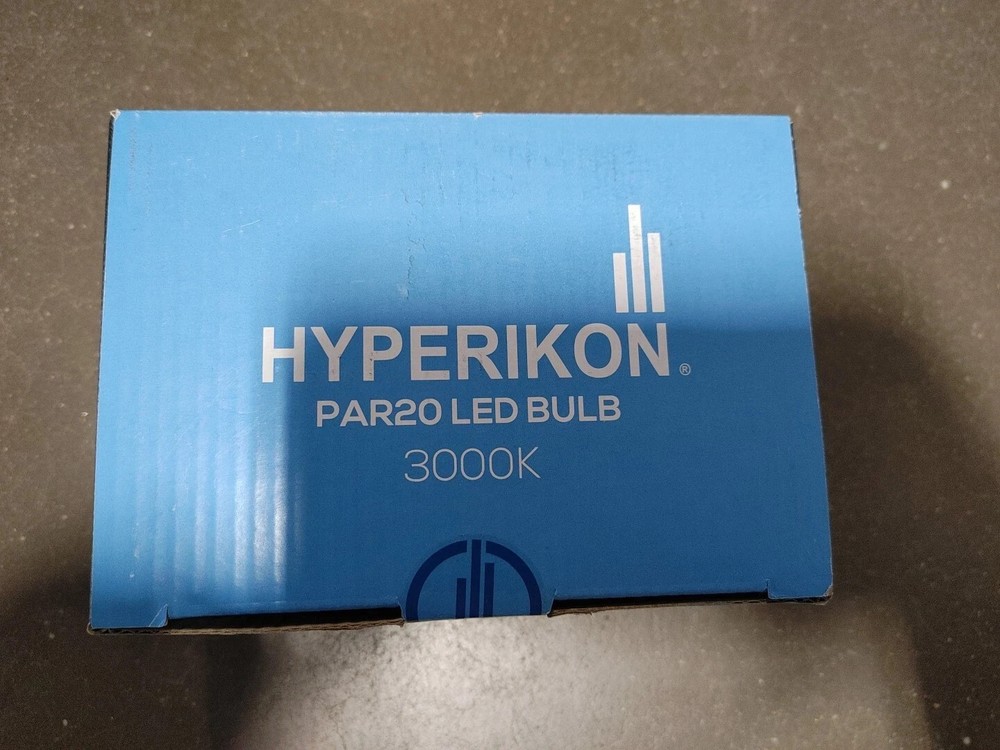 HYPERIKON®
PAR20 LED BULB
3000K